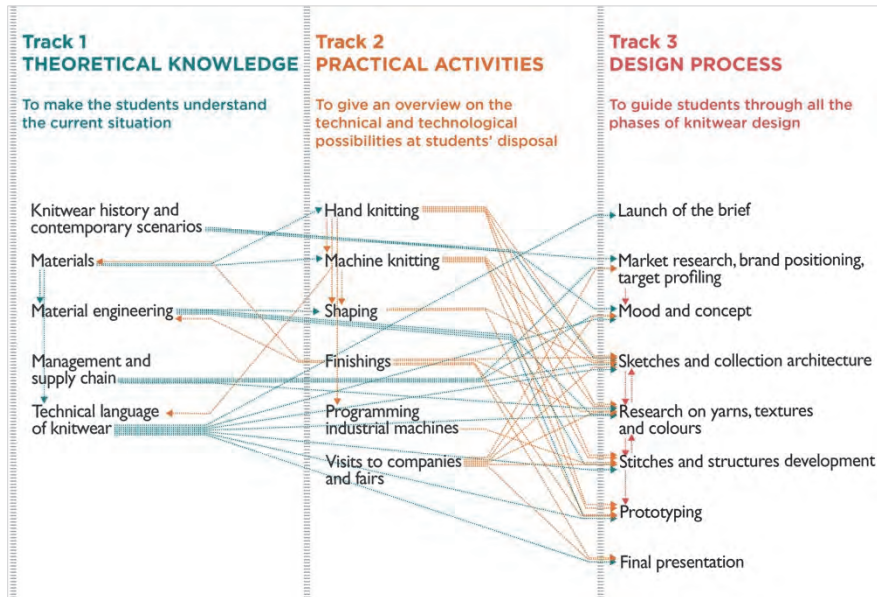 Track 1
THEORETICAL KNOWLEDGE
To make the students understand
the current situation
Knitwear history and
contemporary scenarios
Materials
Material engineering
Management and
supply chain
Technical language
of knitwear
Track 2
PRACTICAL ACTIVITIES
To give an overview on the
technical and technological
possibilities at students' disposal
Hand knitting
Machine knitting
Shaping
Finishings
Programming
industrial machines
Visits to companies
and fairs
Track 3
DESIGN PROCESS
To guide students through all the
phases of knitwear design
Launch of the brief
Market research, brand positioning,
target profiling
Mood and concept
Sketches and collection architecture
Research on yarns, textures
and colours
Stitches and structures development
Prototyping
Final presentation